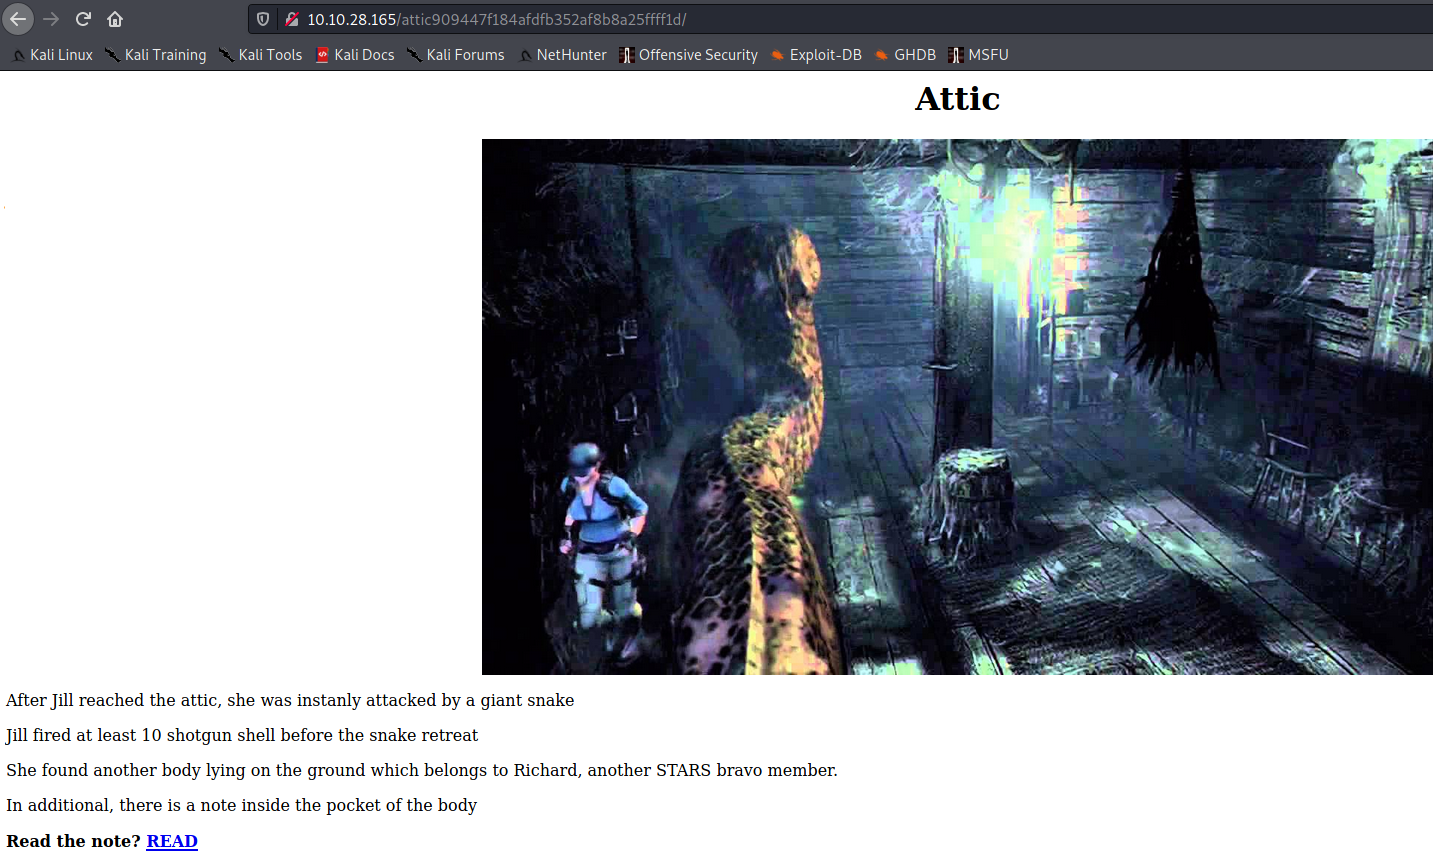 10.10.28.165/attic909447f184afdfb352af8b8a25ffff1d/
Kali Linux Kali Training Kali Tools Kali Docs Kali Forums NetHunter Offensive Security Exploit-DB GHDB MSFU
Attic
After Jill reached the attic, she was instanly attacked by a giant snake
Jill fired at least 10 shotgun shell before the snake retreat
She found another body lying on the ground which belongs to Richard, another STARS bravo member.
In additional, there is a note inside the pocket of the body
Read the note? READ